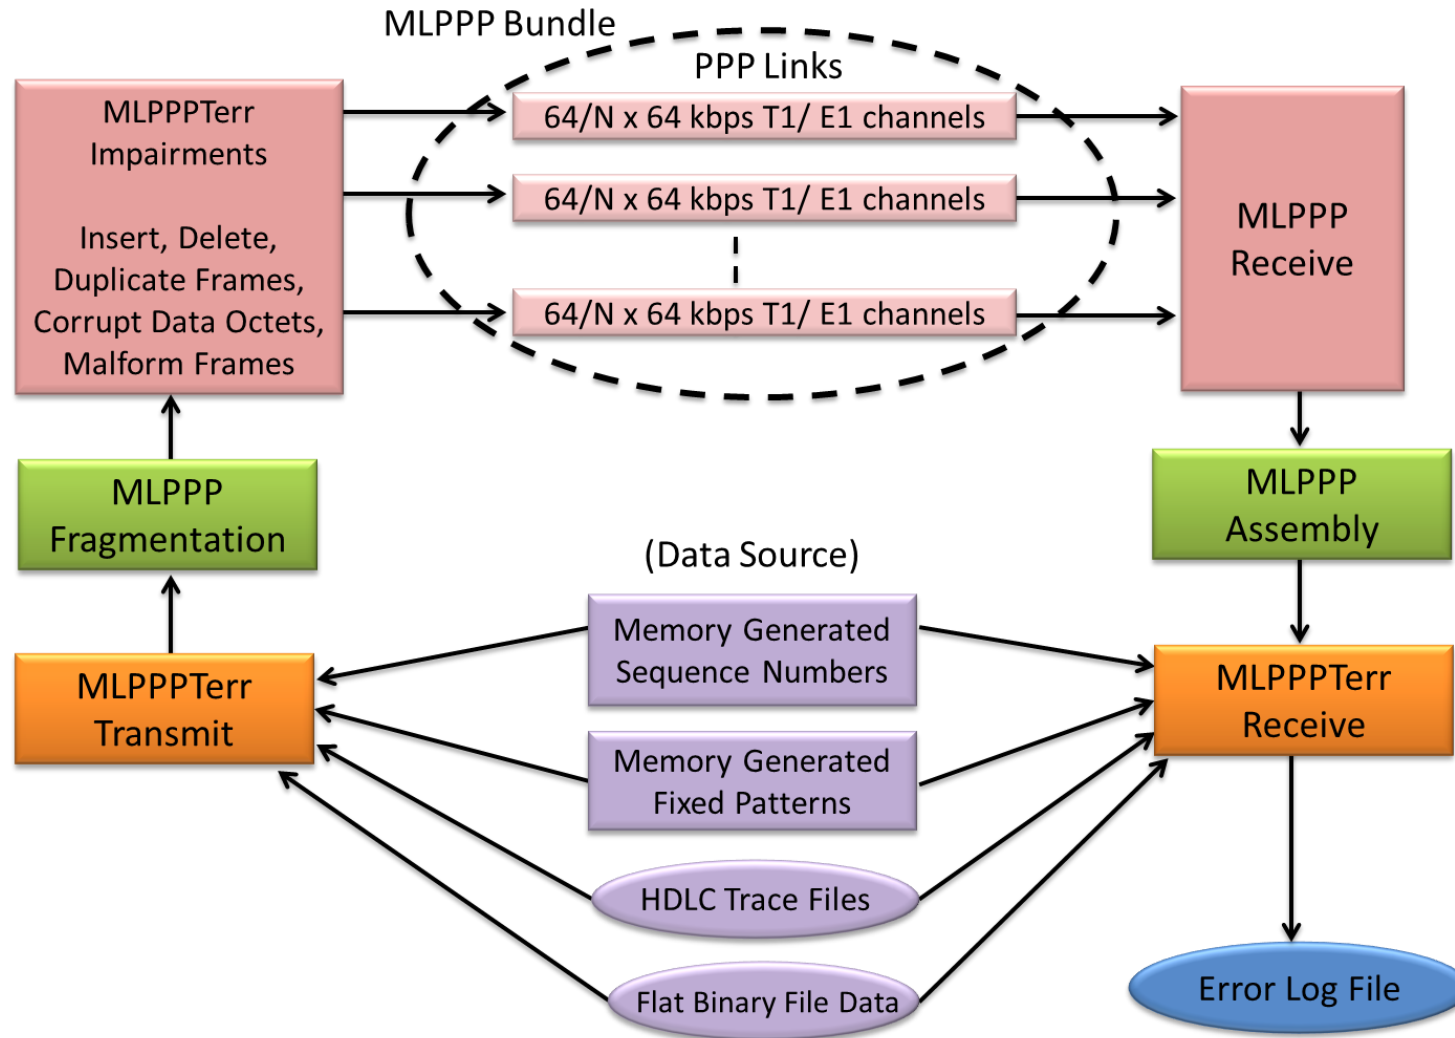 MLPPP Bundle
PPP Links
MLPPPTerr
Impairments
Insert, Delete,
Duplicate Frames,
Corrupt Data Octets,
Malform Frames
64/N x 64 kbps T1/ E1 channels
64/N x 64 kbps T1/ E1 channels
64/N x 64 kbps T1/ E1 channels
MLPPP
Receive
MLPPP
Fragmentation
MLPPP
Assembly
(Data Source)
MLPPPTerr
Transmit
Memory Generated
Sequence Numbers
Memory Generated
Fixed Patterns
HDLC Trace Files
Flat Binary File Data
MLPPPTerr
Receive
Error Log File